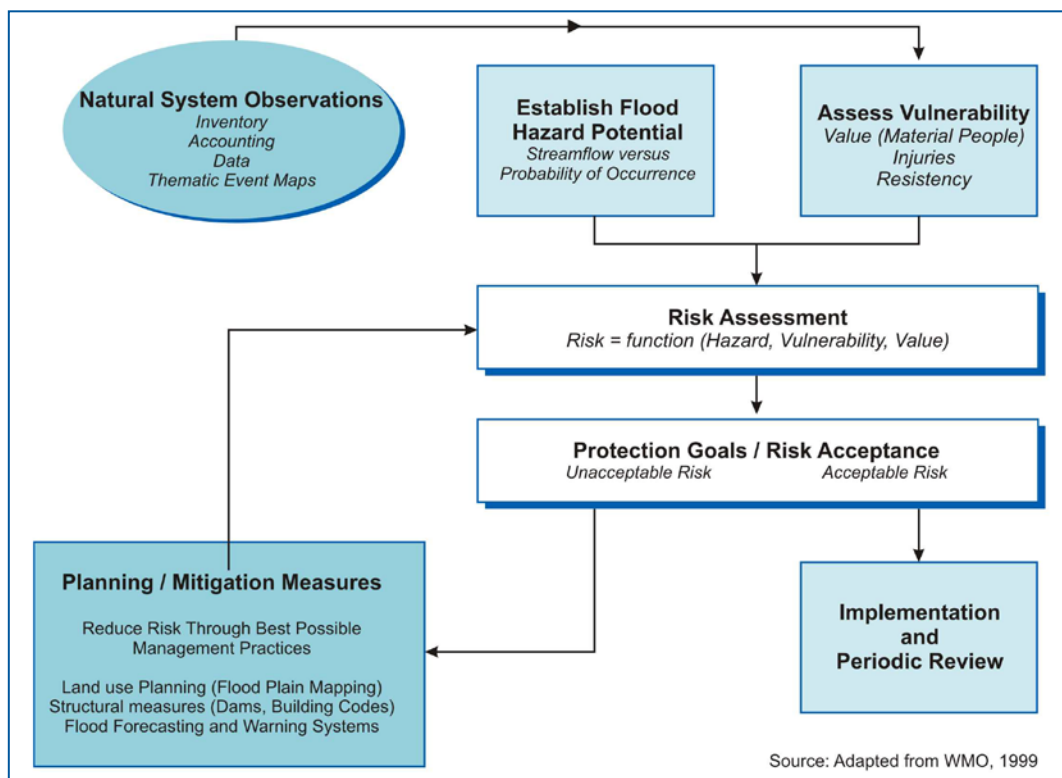 Natural System Observations
Inventory
Accounting
Data
Thematic Event Maps
Establish Flood
Hazard Potential
Streamflow versus
Probability of Occurrence
Assess Vulnerability
Value (Material People)
Injuries
Resistency
Risk Assessment
Risk = function (Hazard, Vulnerability, Value)
Protection Goals / Risk Acceptance
Unacceptable Risk Acceptable Risk
Planning / Mitigation Measures
Reduce Risk Through Best Possible
Management Practices
Land use Planning (Flood Plain Mapping)
Structural measures (Dams, Building Codes)
Flood Forecasting and Warning Systems
Implementation
and
Periodic Review
Source: Adapted from WMO, 1999